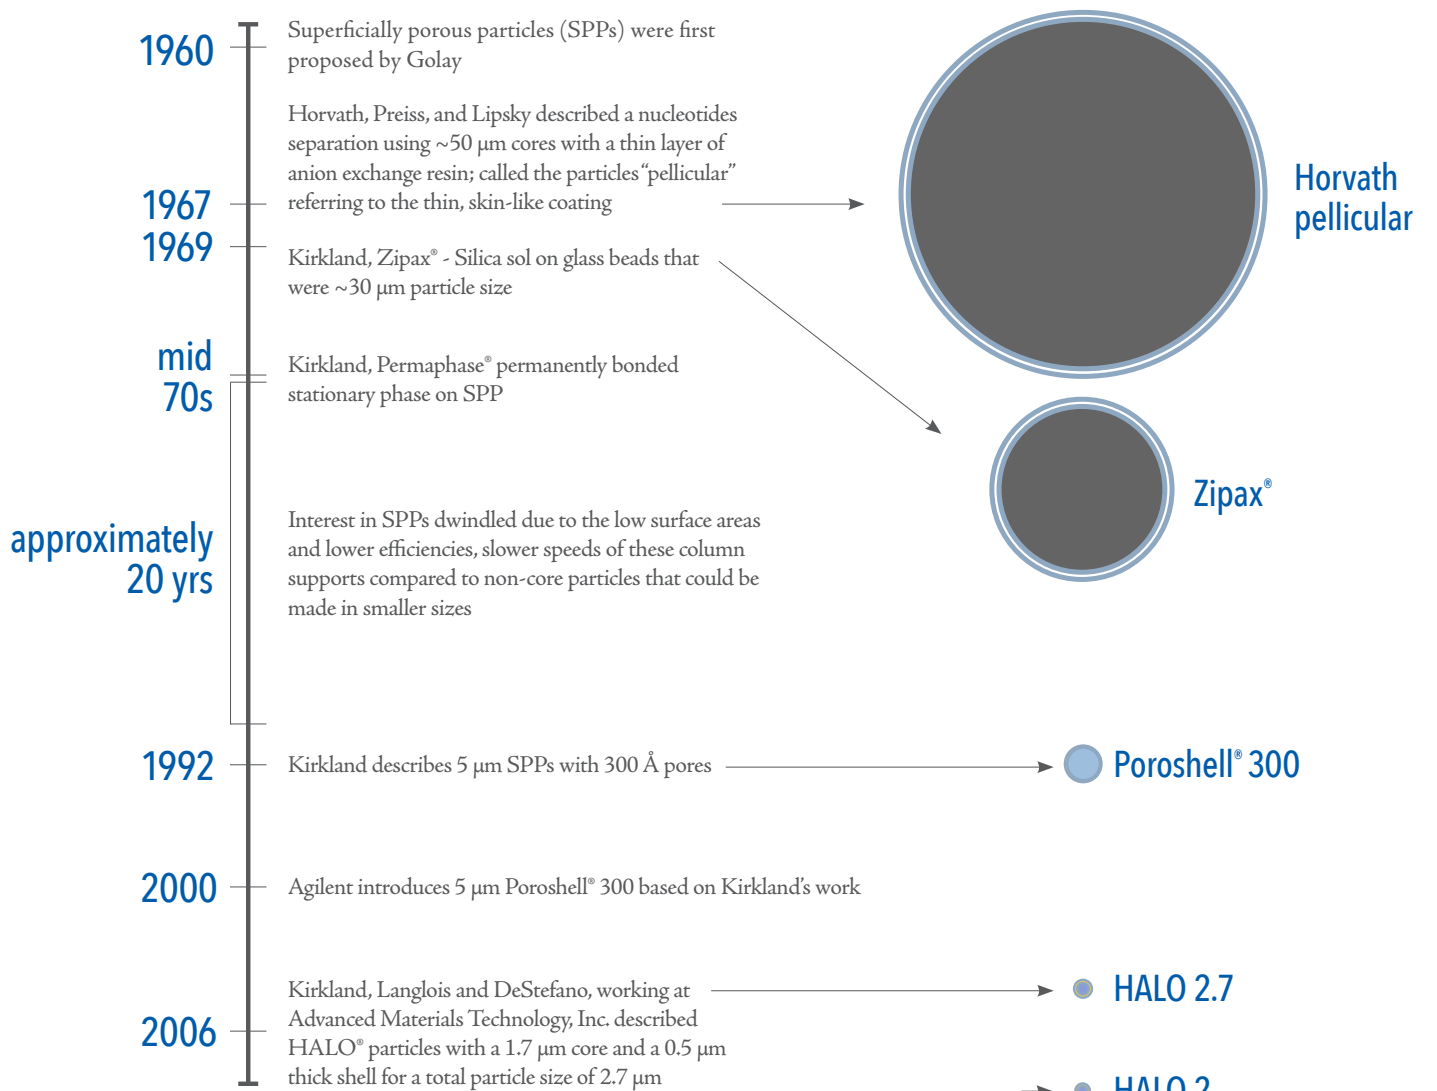 1960
Superficially porous particles (SPPs) were first
proposed by Golay
Horvath, Preiss, and Lipsky described a nucleotides
separation using ~50 µm cores with a thin layer of
anion exchange resin; called the particles “pellicular”
referring to the thin, skin-like coating
1967
Horvath
pellicular
1969
Kirkland, Zipax® - Silica sol on glass beads that
were ~30 µm particle size
Zipax®
mid
70s
Kirkland, Permaphase® permanently bonded
stationary phase on SPP
approximately
20 yrs
Interest in SPPs dwindled due to the low surface areas
and lower efficiencies, slower speeds of these column
supports compared to non-core particles that could be
made in smaller sizes
1992
Kirkland describes 5 µm SPPs with 300 Å pores
Poroshell® 300
2000
Agilent introduces 5 µm Poroshell® 300 based on Kirkland’s work
2006
Kirkland, Langlois and DeStefano, working at
Advanced Materials Technology, Inc. described
HALO® particles with a 1.7 µm core and a 0.5 µm
thick shell for a total particle size of 2.7 µm
HALO 2.7
HALO 2